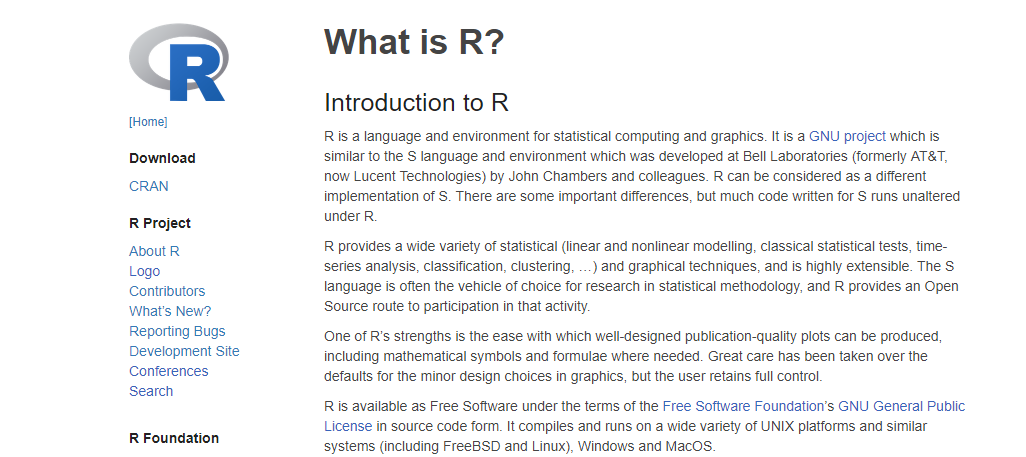 R
[Home]
Download
CRAN
R Project
About R
Logo
Contributors
What's New?
Reporting Bugs
Development Site
Conferences
Search
R Foundation
What is R?
Introduction to R
R is a language and environment for statistical computing and graphics. It is a GNU project which is
similar to the S language and environment which was developed at Bell Laboratories (formerly AT&T,
now Lucent Technologies) by John Chambers and colleagues. R can be considered as a different
implementation of S. There are some important differences, but much code written for S runs unaltered
under R.
R provides a wide variety of statistical (linear and nonlinear modelling, classical statistical tests, time-
series analysis, classification, clustering, …) and graphical techniques, and is highly extensible. The S
language is often the vehicle of choice for research in statistical methodology, and R provides an Open
Source route to participation in that activity.
One of R's strengths is the ease with which well-designed publication-quality plots can be produced,
including mathematical symbols and formulae where needed. Great care has been taken over the
defaults for the minor design choices in graphics, but the user retains full control.
R is available as Free Software under the terms of the Free Software Foundation's GNU General Public
License in source code form. It compiles and runs on a wide variety of UNIX platforms and similar
systems (including FreeBSD and Linux), Windows and MacOS.